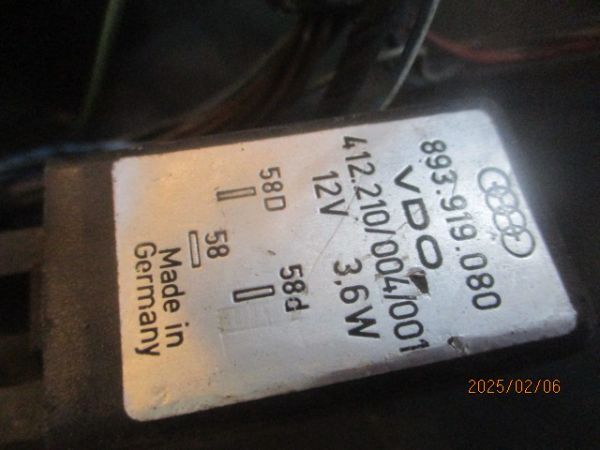 893.919.080
VDO
412.210/004/001
12V 3,6W
58D
58d
58
Made in
Germany
2025/02/06